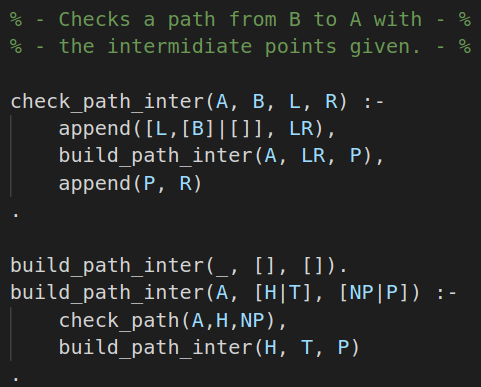 % - Checks a path from B to A with - %
% - the intermidiate points given. - %
check_path_inter(A, B, L, R) :-
append([L,[B]|[]], LR),
build_path_inter(A, LR, P),
append(P, R)
.
build_path_inter(_, [], []).
build_path_inter(A, [H|T], [NP|P]) :-
check_path(A,H,NP),
build_path_inter(H, T, P)
.